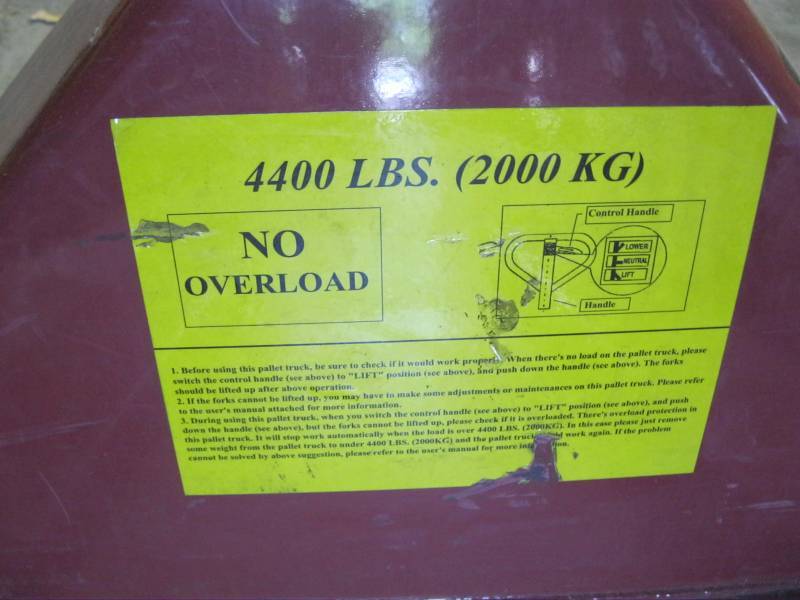 4400 LBS. (2000 KG)
NO
OVERLOAD
Control Handle
LOWER
NEUTRAL
LIFT
Handle
1. Before using this pallet truck, be sure to check if it would work properly. When there's no load on the pallet truck, please
switch the control handle (see above) to "LIFT" position (see above), and push down the handle (see above). The forks
should be lifted up after above operation.
2. If the forks cannot be lifted up, you may have to make some adjustments or maintenances on this pallet truck. Please refer
to the user's manual attached for more information.
3. During using this pallet truck, when you switch the control handle (see above) to "LIFT" position (see above), and push
down the handle (see above), but the forks cannot be lifted up, please check if it is overloaded. There's overload protection in
this pallet truck. It will stop work automatically when the load is over 4400 LBS. (2000KG). In this case please just remove
some weight from the pallet truck to under 4400 LBS. (2000KG) and the pallet truck work again. If the problem
cannot be solved by above suggestion, please refer to the user's manual for more information.